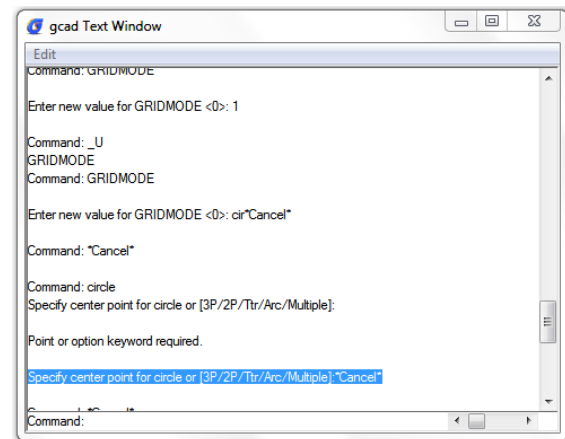 gcad Text Window
Edit
Command: GRIDMODE
Enter new value for GRIDMODE <0>: 1
Command: _U
GRIDMODE
Command: GRIDMODE
Enter new value for GRIDMODE <0>: cir*Cancel*
Command: *Cancel*
Command: circle
Specify center point for circle or [3P/2P/Ttr/Arc/Multiple]:
Point or option keyword required.
Specify center point for circle or [3P/2P/Ttr/Arc/Multiple]:*Cancel*
Command: *Cancel*
Command: